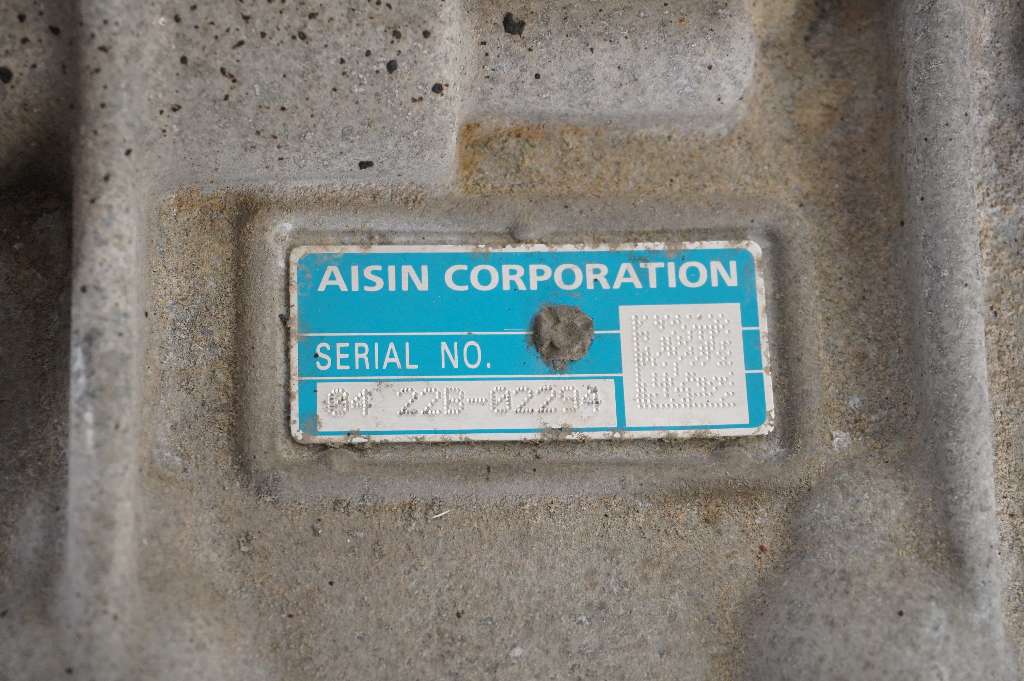 AISIN CORPORATION
SERIAL NO.
04 22B-02294